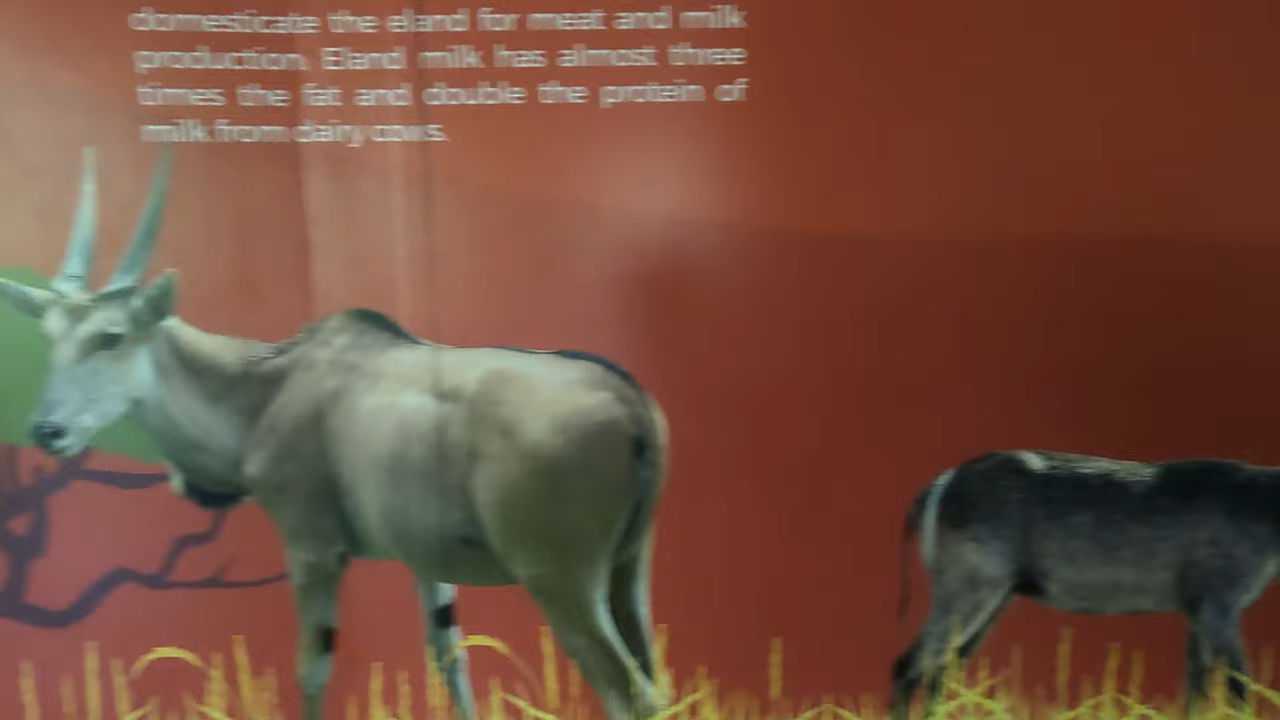 domesticate the eland for meat and milk
production. Eland milk has almost three
times the fat and double the protein of
milk from dairy cows.